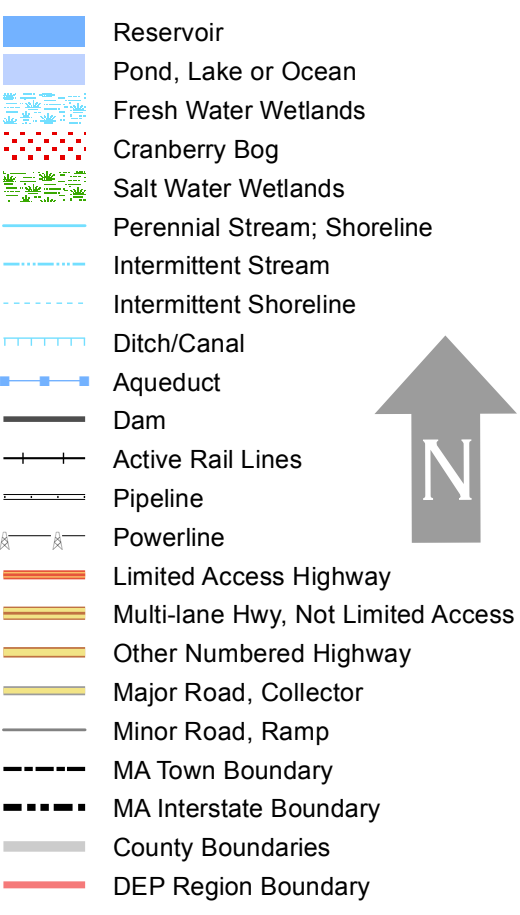 Reservoir
Pond, Lake or Ocean
Fresh Water Wetlands
Cranberry Bog
Salt Water Wetlands
Perennial Stream; Shoreline
Intermittent Stream
Intermittent Shoreline
Ditch/Canal
Aqueduct
Dam
Active Rail Lines
N
Pipeline
Powerline
Limited Access Highway
Multi-lane Hwy, Not Limited Access
Other Numbered Highway
Major Road, Collector
Minor Road, Ramp
MA Town Boundary
MA Interstate Boundary
County Boundaries
DEP Region Boundary